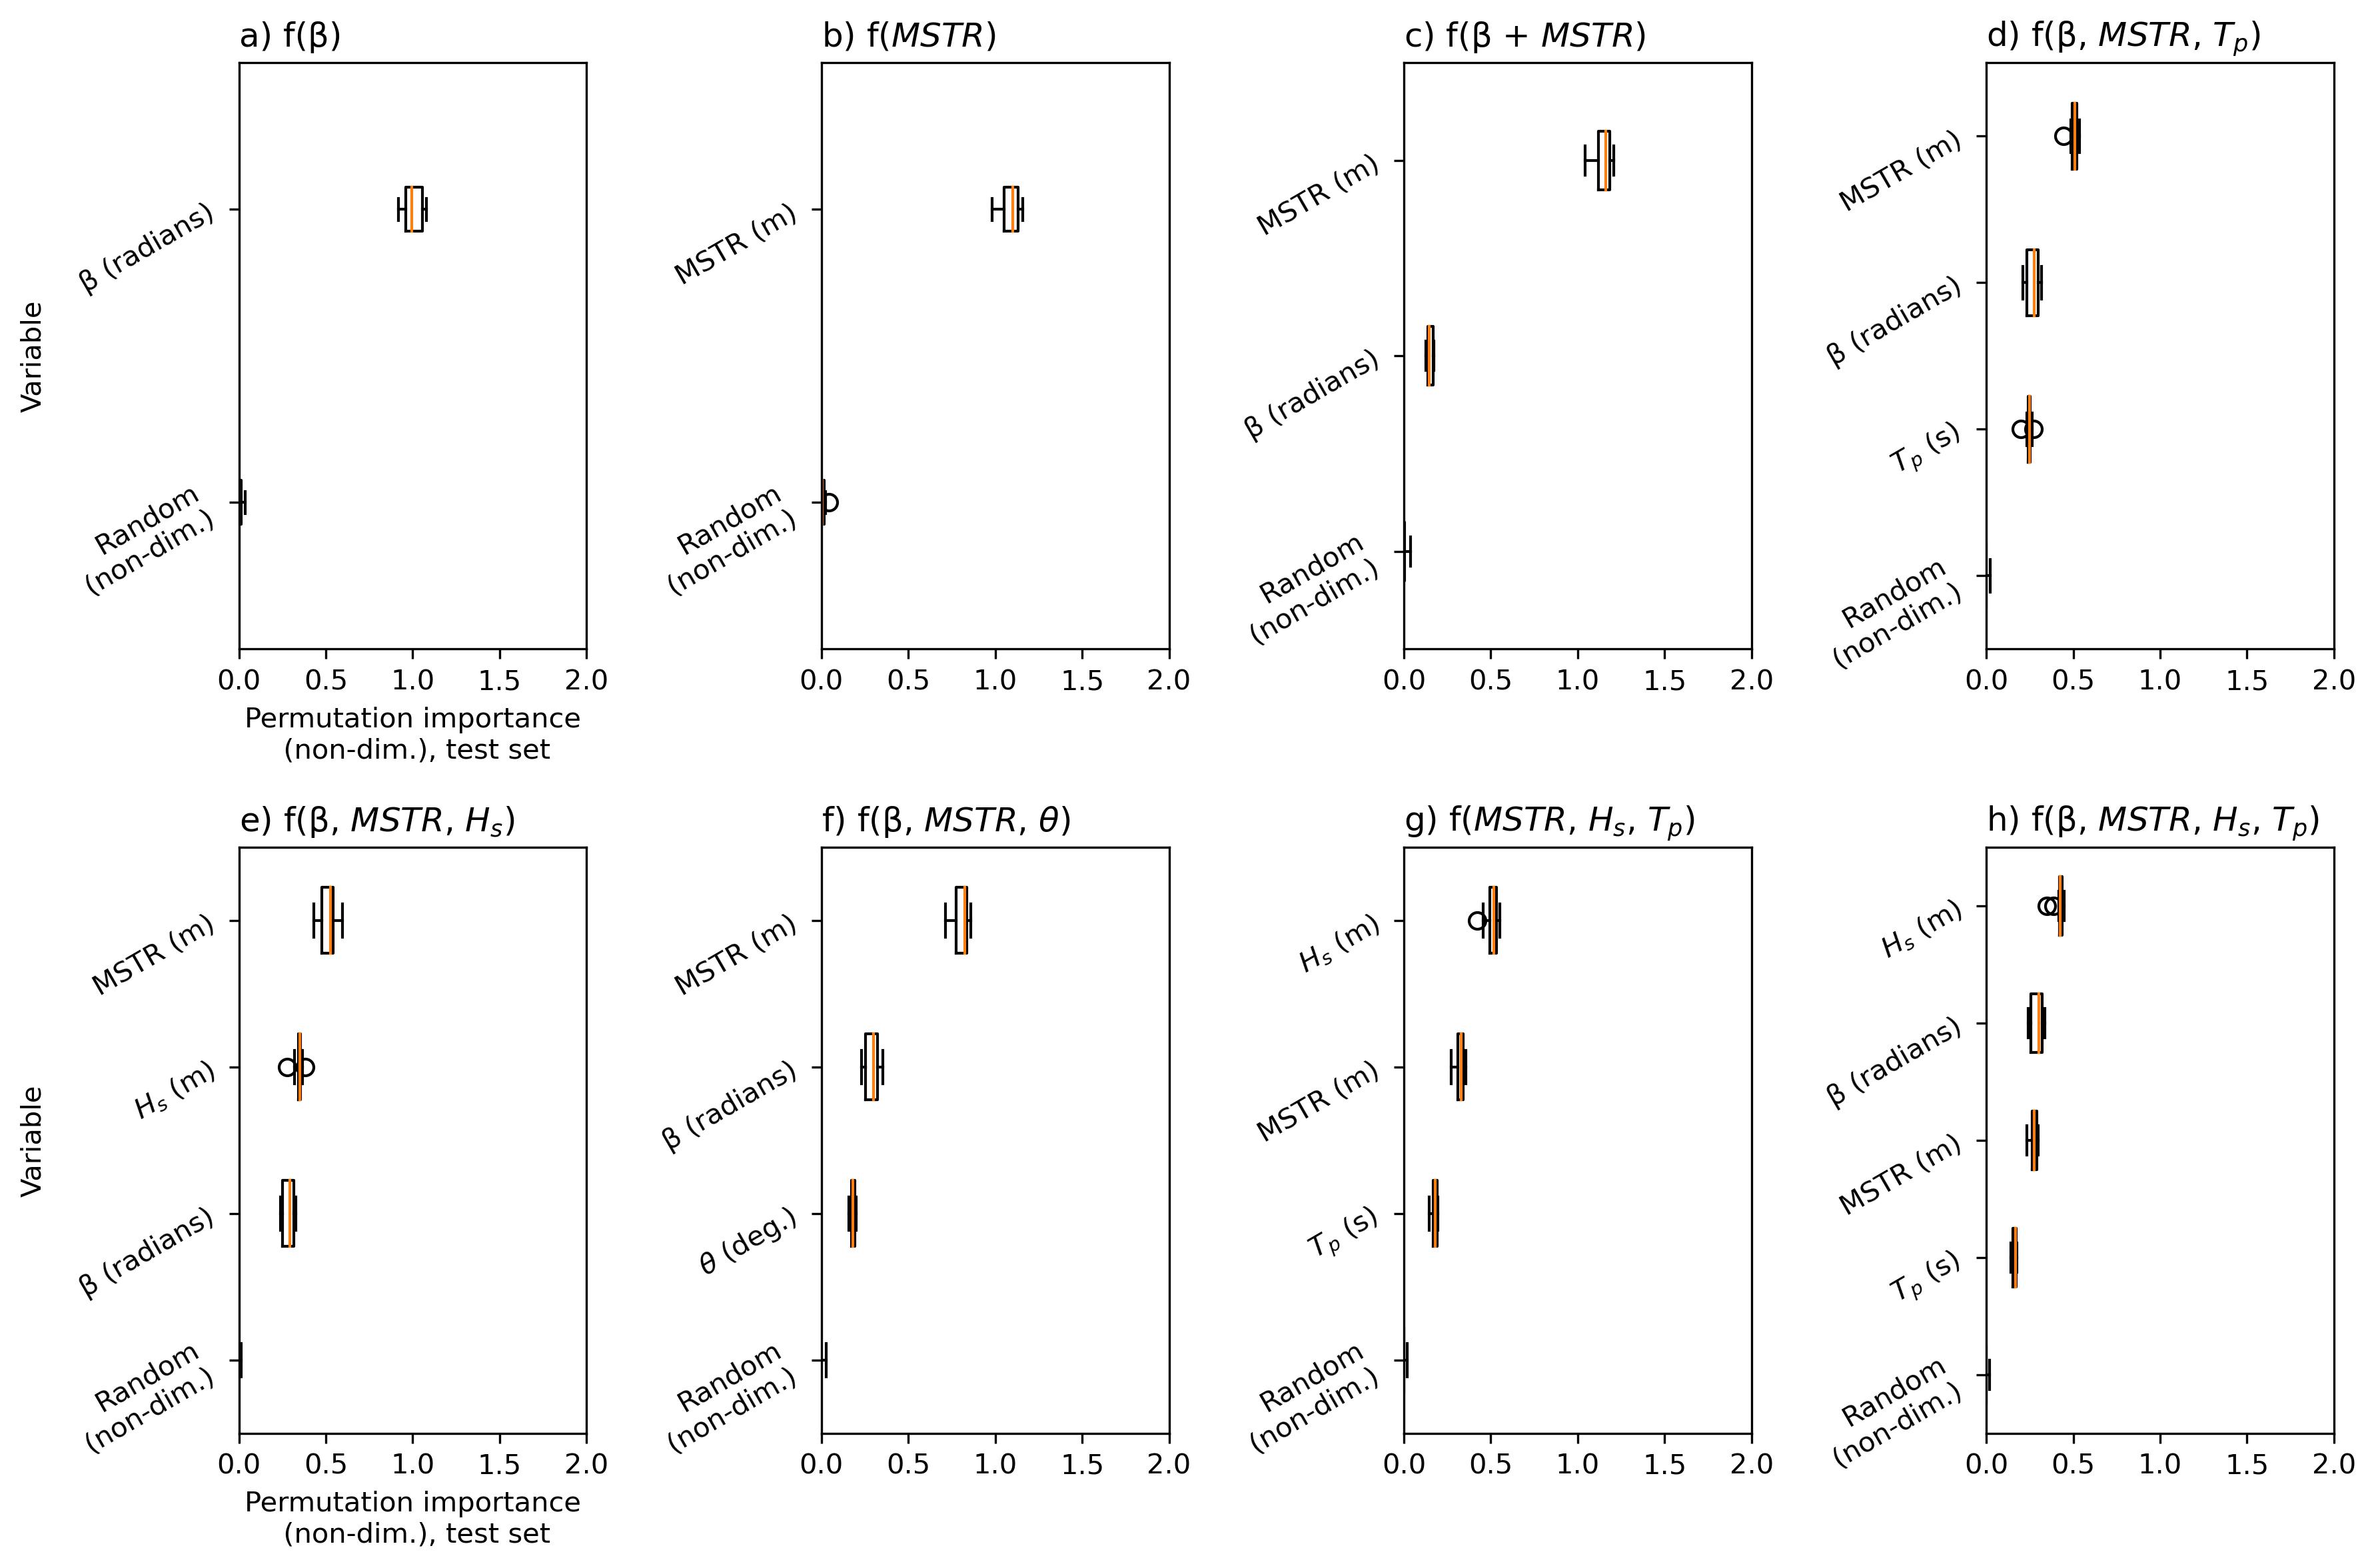 a) f(β)
b) f(MSTR)
c) f(β + MSTR)
d) f(β, MSTR, Tp)
Variable
β (radians)
Random
(non-dim.)
0.0 0.5 1.0 1.5 2.0
Permutation importance
(non-dim.), test set
MSTR (m)
Random
(non-dim.)
0.0 0.5 1.0 1.5 2.0
MSTR (m)
β (radians)
Random
(non-dim.)
0.0 0.5 1.0 1.5 2.0
MSTR (m)
β (radians)
Tp (s)
Random
(non-dim.)
0.0 0.5 1.0 1.5 2.0
e) f(β, MSTR, Hs)
f) f(β, MSTR, θ)
g) f(MSTR, Hs, Tp)
h) f(β, MSTR, Hs, Tp)
Variable
MSTR (m)
Hs (m)
β (radians)
Random
(non-dim.)
0.0 0.5 1.0 1.5 2.0
Permutation importance
(non-dim.), test set
MSTR (m)
β (radians)
θ (deg.)
Random
(non-dim.)
0.0 0.5 1.0 1.5 2.0
Hs (m)
MSTR (m)
Tp (s)
Random
(non-dim.)
0.0 0.5 1.0 1.5 2.0
Hs (m)
β (radians)
MSTR (m)
Tp (s)
Random
(non-dim.)
0.0 0.5 1.0 1.5 2.0